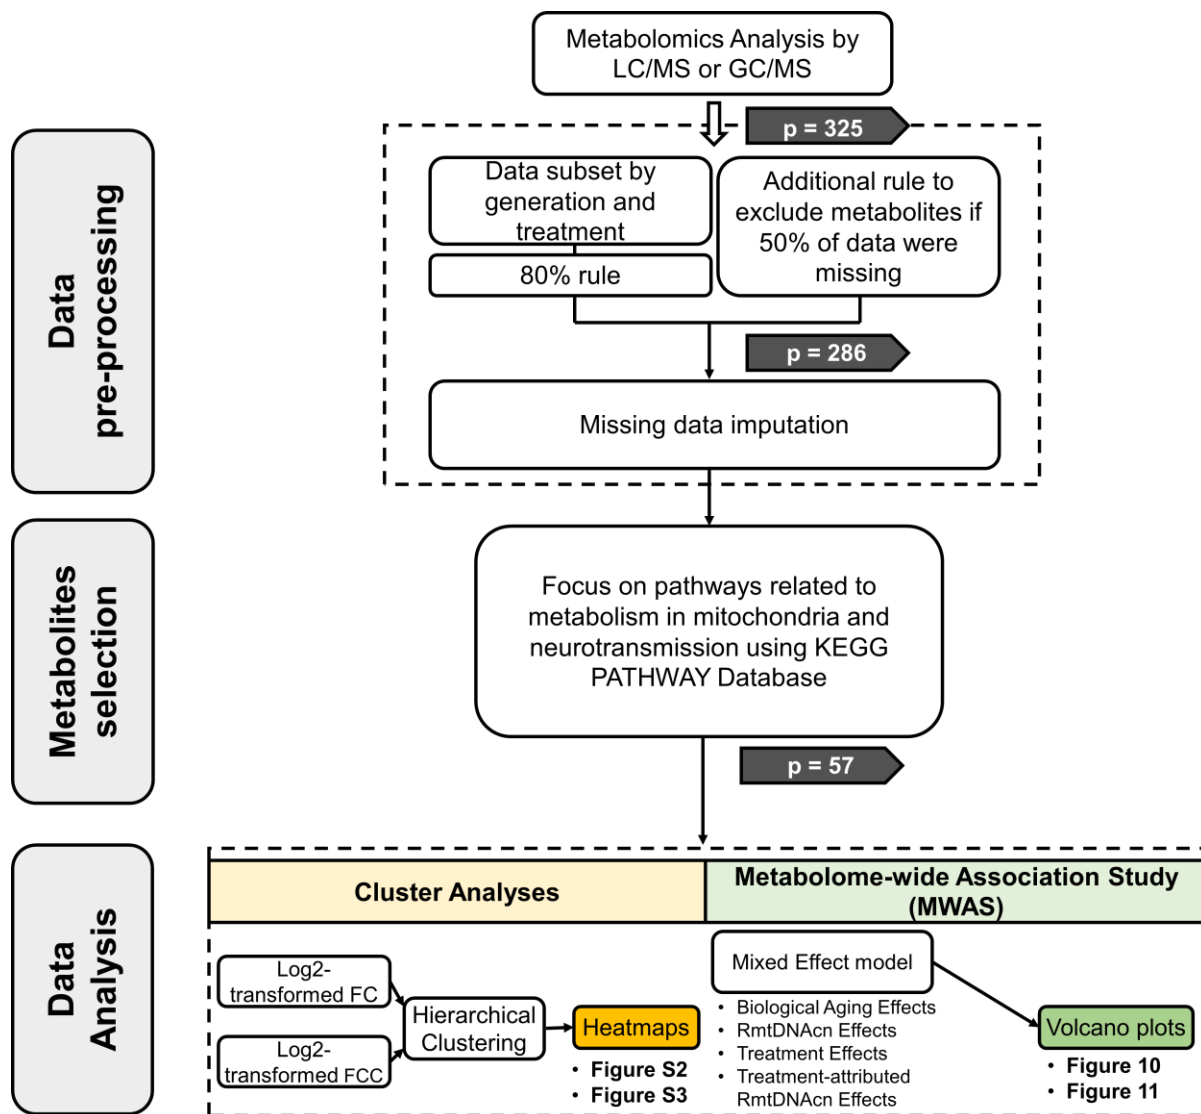 Metabolomics Analysis by
LC/MS or GC/MS
p = 325
Data
pre-processing
Data subset by
generation and
treatment
80% rule
Additional rule to
exclude metabolites if
50% of data were
missing
p = 286
Missing data imputation
Metabolites
selection
Focus on pathways related to
metabolism in mitochondria and
neurotransmission using KEGG
PATHWAY Database
p = 57
Data
Analysis
Cluster Analyses
Log2-
transformed FC
Log2-
transformed FCC
Hierarchical
Clustering
Heatmaps
• Figure S2
• Figure S3
Metabolome-wide Association Study
(MWAS)
Mixed Effect model
• Biological Aging Effects
• RmtDNAcn Effects
• Treatment Effects
• Treatment-attributed
RmtDNAcn Effects
Volcano plots
• Figure 10
• Figure 11